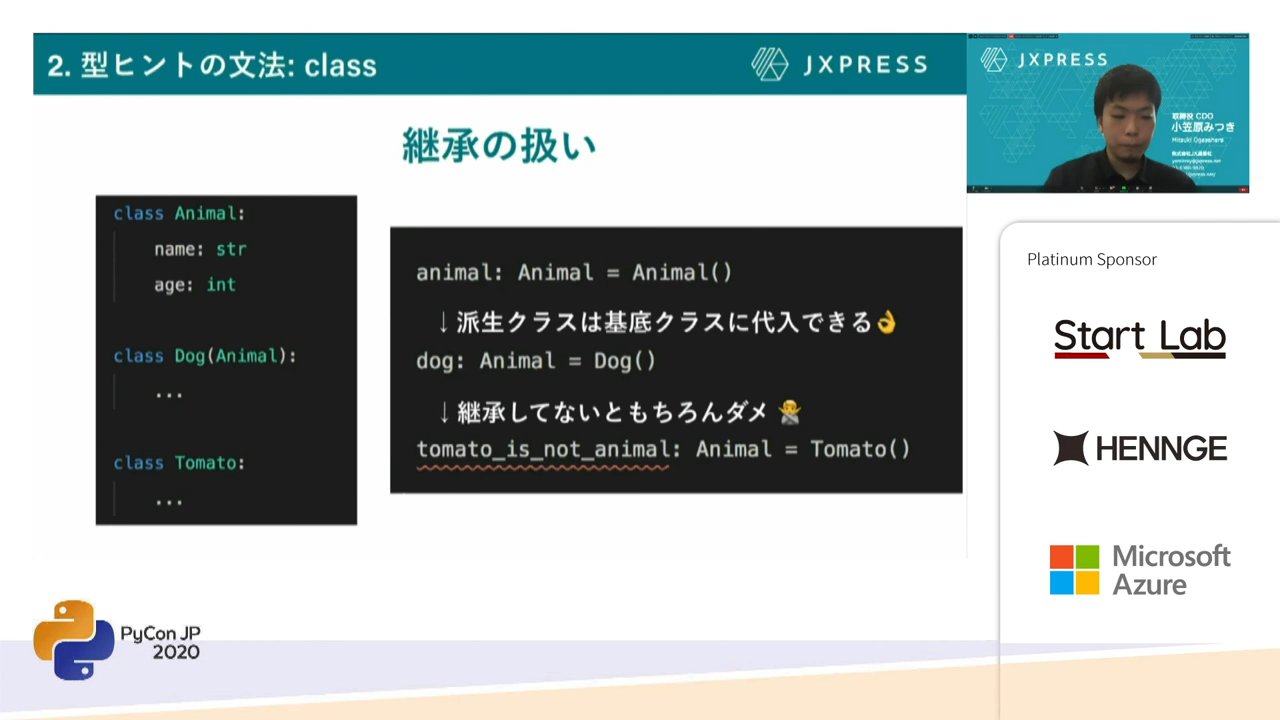 2. 型ヒントの文法: class
JXPRESS
継承の扱い
class Animal:
name: str
age: int
class Dog(Animal):
...
class Tomato:
...
animal: Animal = Animal()
↓派生クラスは基底クラスに代入できる👌
dog: Animal = Dog()
↓継承してないともちろんダメ 🙅
tomato_is_not_animal: Animal = Tomato()
JXPRESS
取締役 CDO
小笠原みつき
Mitsuki Ogasahara
Platinum Sponsor
Start Lab
HENNGE
Microsoft
Azure
PyCon JP
2020